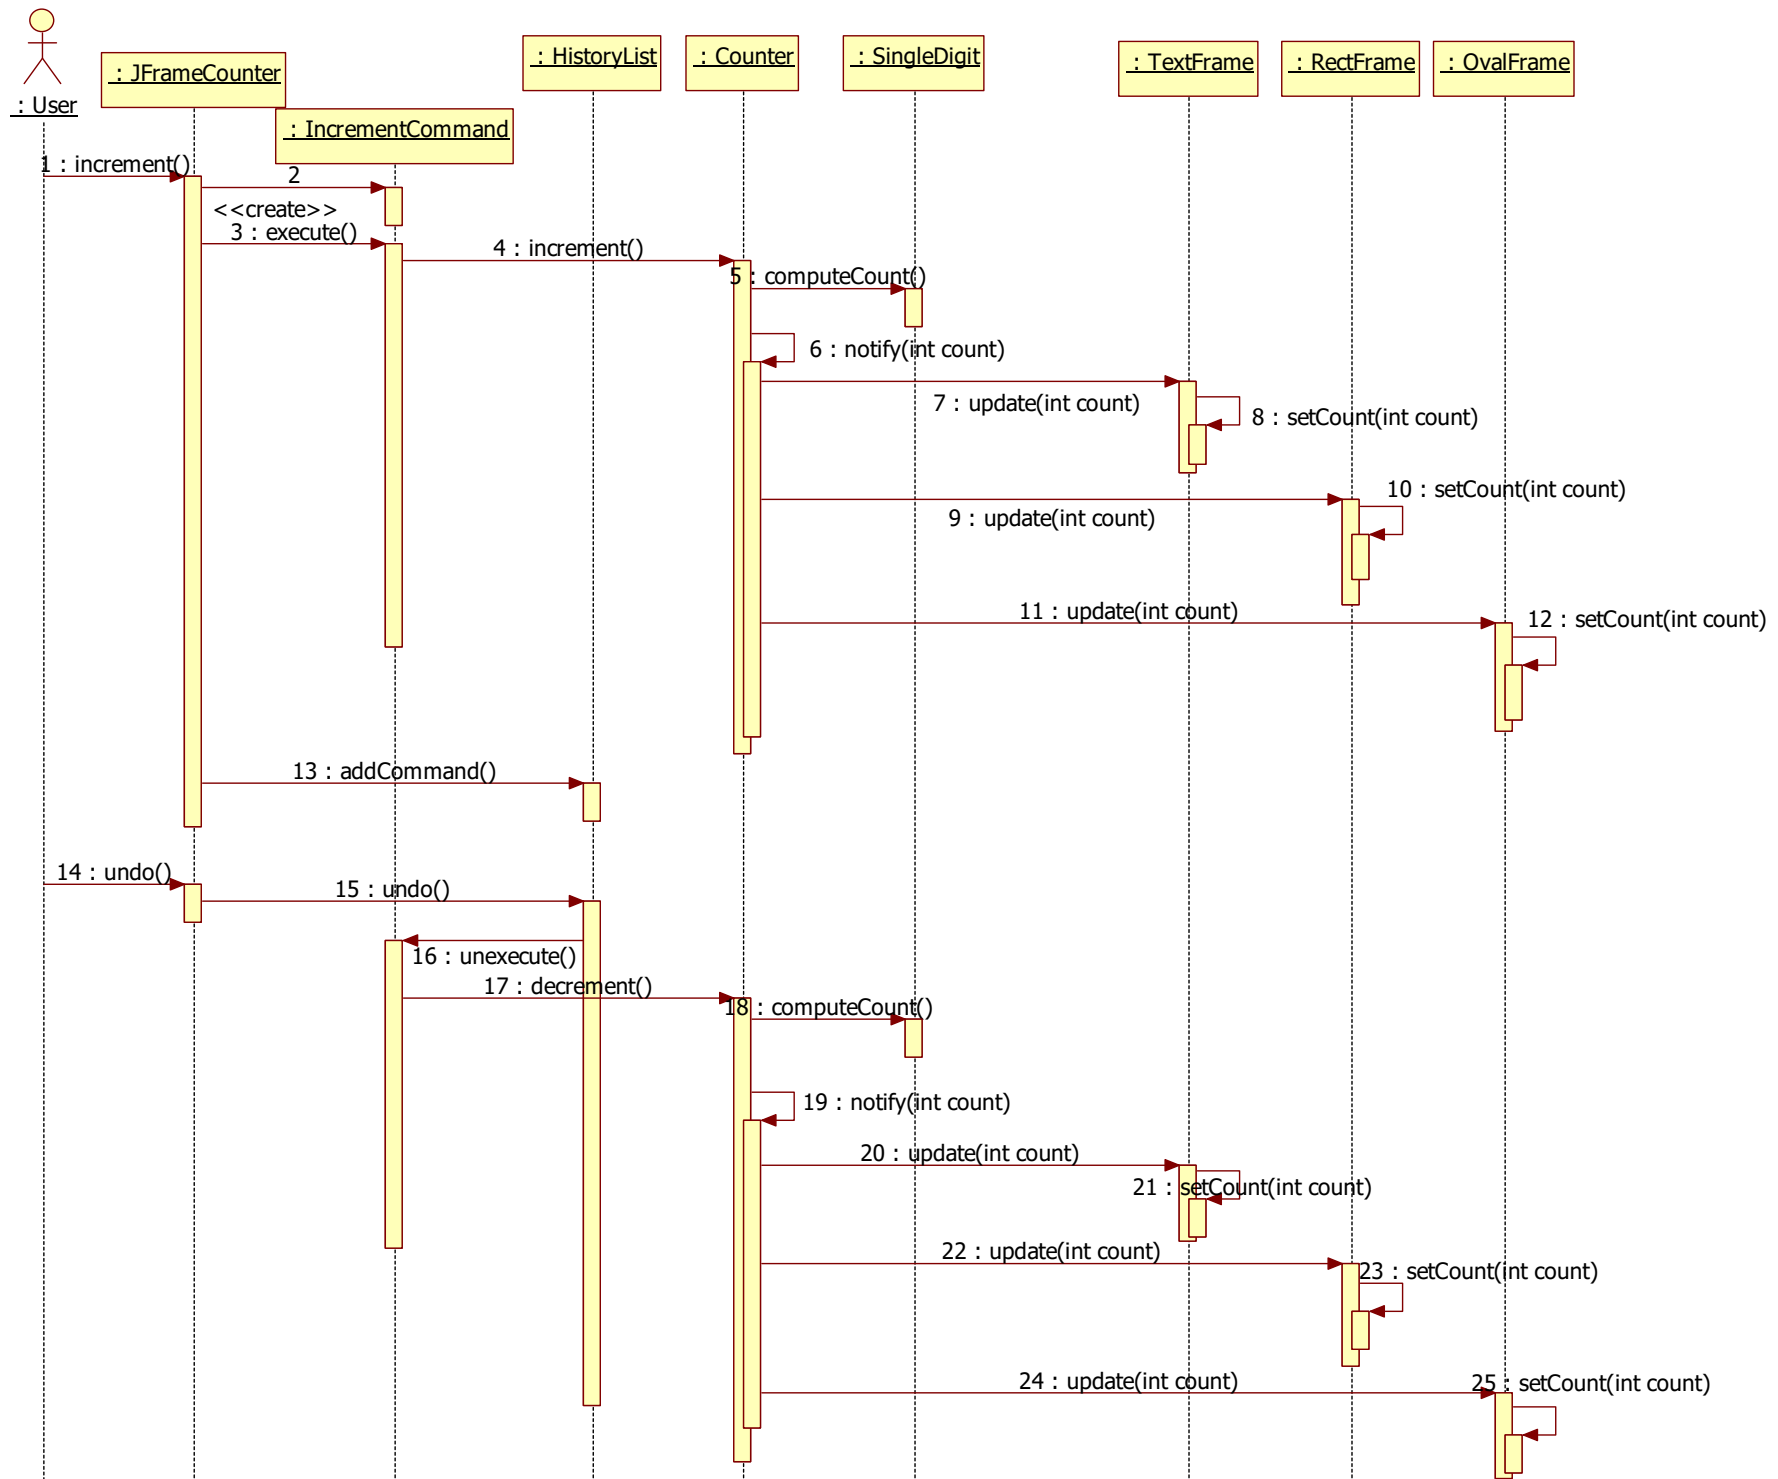 : User
: JFrameCounter
: IncrementCommand
: HistoryList
: Counter
: SingleDigit
: TextFrame
: RectFrame
: OvalFrame
1 : increment()
2
<<create>>
3 : execute()
4 : increment()
5 : computeCount()
6 : notify(int count)
7 : update(int count)
8 : setCount(int count)
9 : update(int count)
10 : setCount(int count)
11 : update(int count)
12 : setCount(int count)
13 : addCommand()
14 : undo()
15 : undo()
16 : unexecute()
17 : decrement()
18 : computeCount()
19 : notify(int count)
20 : update(int count)
21 : setCount(int count)
22 : update(int count)
23 : setCount(int count)
24 : update(int count)
25 : setCount(int count)